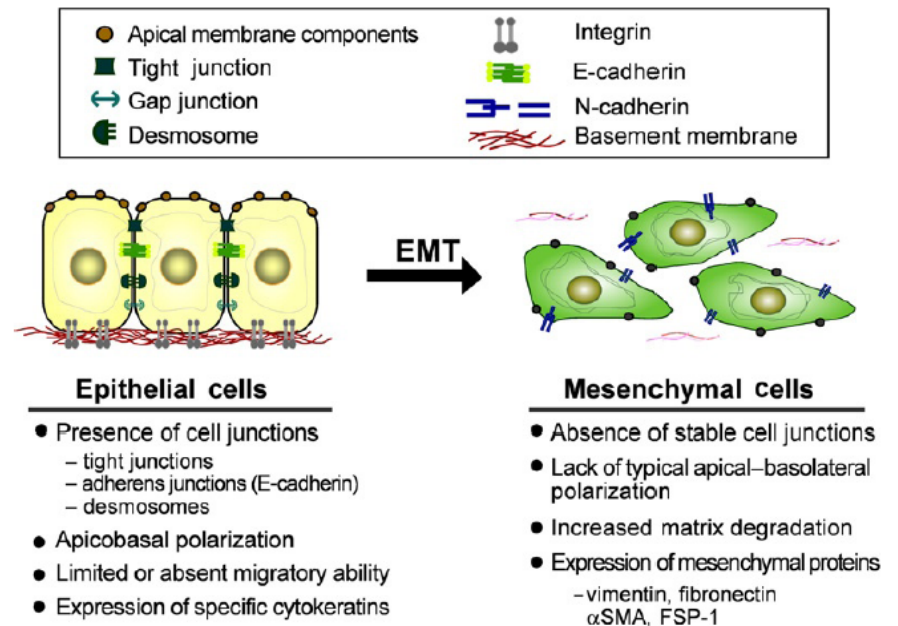 Apical membrane components
Tight junction
Gap junction
Desmosome
Integrin
E-cadherin
N-cadherin
Basement membrane
EMT
Epithelial cells
● Presence of cell junctions
– tight junctions
– adherens junctions (E-cadherin)
– desmosomes
● Apicobasal polarization
● Limited or absent migratory ability
● Expression of specific cytokeratins
Mesenchymal cells
● Absence of stable cell junctions
● Lack of typical apical–basolateral
polarization
● Increased matrix degradation
● Expression of mesenchymal proteins
– vimentin, fibronectin
αSMA, FSP-1